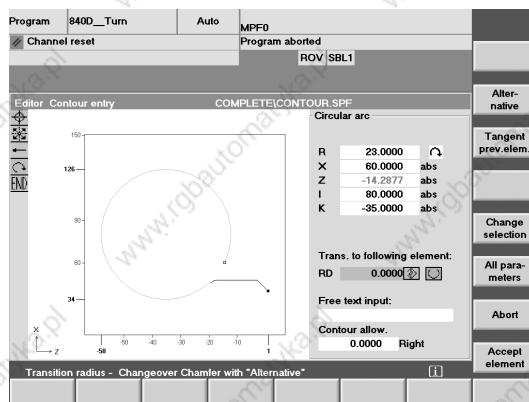 Program
840D__Turn
Auto
MPF0
Channel reset
Program aborted
ROV SBL1
Editor Contour entry
COMPLETE\CONTOUR.SPF
Alter-
native
Tangent
prev.elem.
Change
selection
All para-
meters
Abort
Accept
element
END
150
126
90
60
34
X
Z
-58
-50
-40
-30
-20
-10
1
Circular arc
R 23.0000
X 60.0000 abs
Z -14.2877 abs
I 80.0000 abs
K -35.0000 abs
Trans. to following element:
RD 0.0000
Free text input:
Contour allow.
0.0000 Right
Transition radius - Changeover Chamfer with "Alternative"
i
www.rgbautomatyka.pl